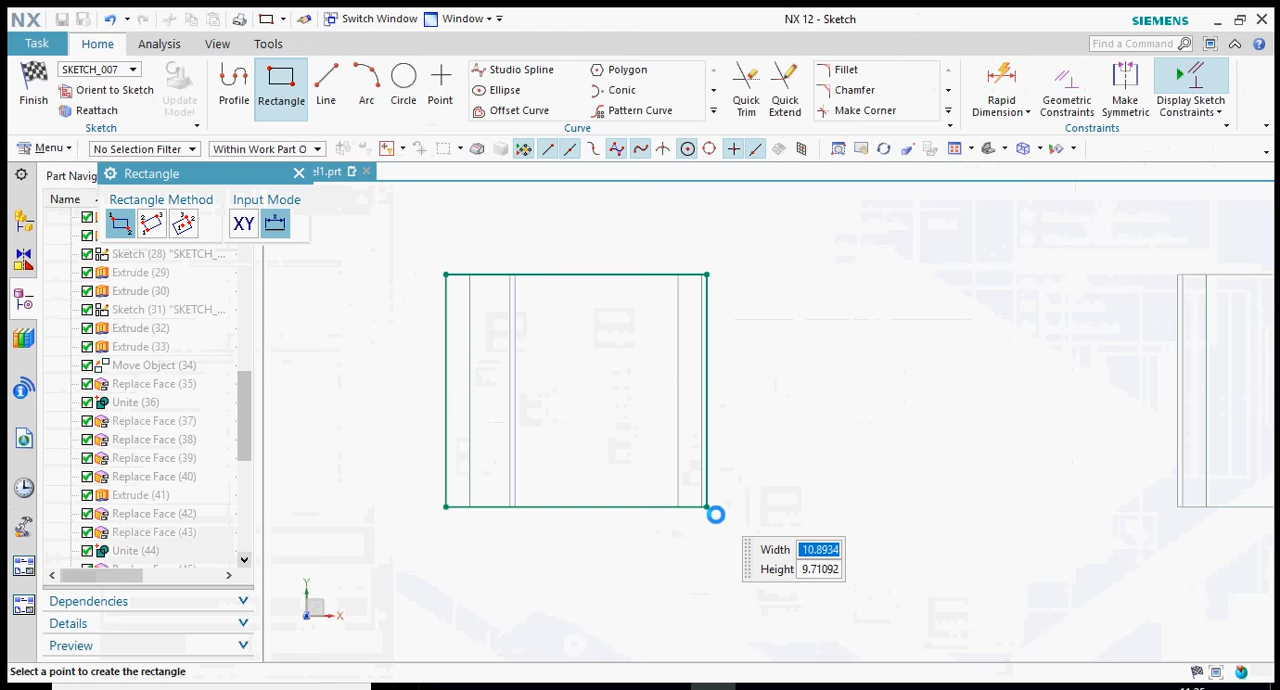 NX
Switch Window
Window
NX 12 - Sketch
SIEMENS
Task
Home
Analysis
View
Tools
Find a Command
SKETCH_007
Orient to Sketch
Reattach
Finish
Update
Model
Sketch
Profile
Rectangle
Line
Arc
Circle
Point
Studio Spline
Ellipse
Offset Curve
Polygon
Conic
Pattern Curve
Quick
Trim
Quick
Extend
Fillet
Chamfer
Make Corner
Curve
Rapid
Dimension
Geometric
Constraints
Make
Symmetric
Display Sketch
Constraints
Constraints
Menu
No Selection Filter
Within Work Part O
Part Navig
Rectangle
el1.prt
Name
Rectangle Method
Input Mode
XY
Sketch (28) "SKETCH_...
Extrude (29)
Extrude (30)
Sketch (31) "SKETCH_...
Extrude (32)
Extrude (33)
Move Object (34)
Replace Face (35)
Unite (36)
Replace Face (37)
Replace Face (38)
Replace Face (39)
Replace Face (40)
Extrude (41)
Replace Face (42)
Replace Face (43)
Unite (44)
Dependencies
Details
Preview
Width 10.8934
Height 9.71092
Y
X
Select a point to create the rectangle